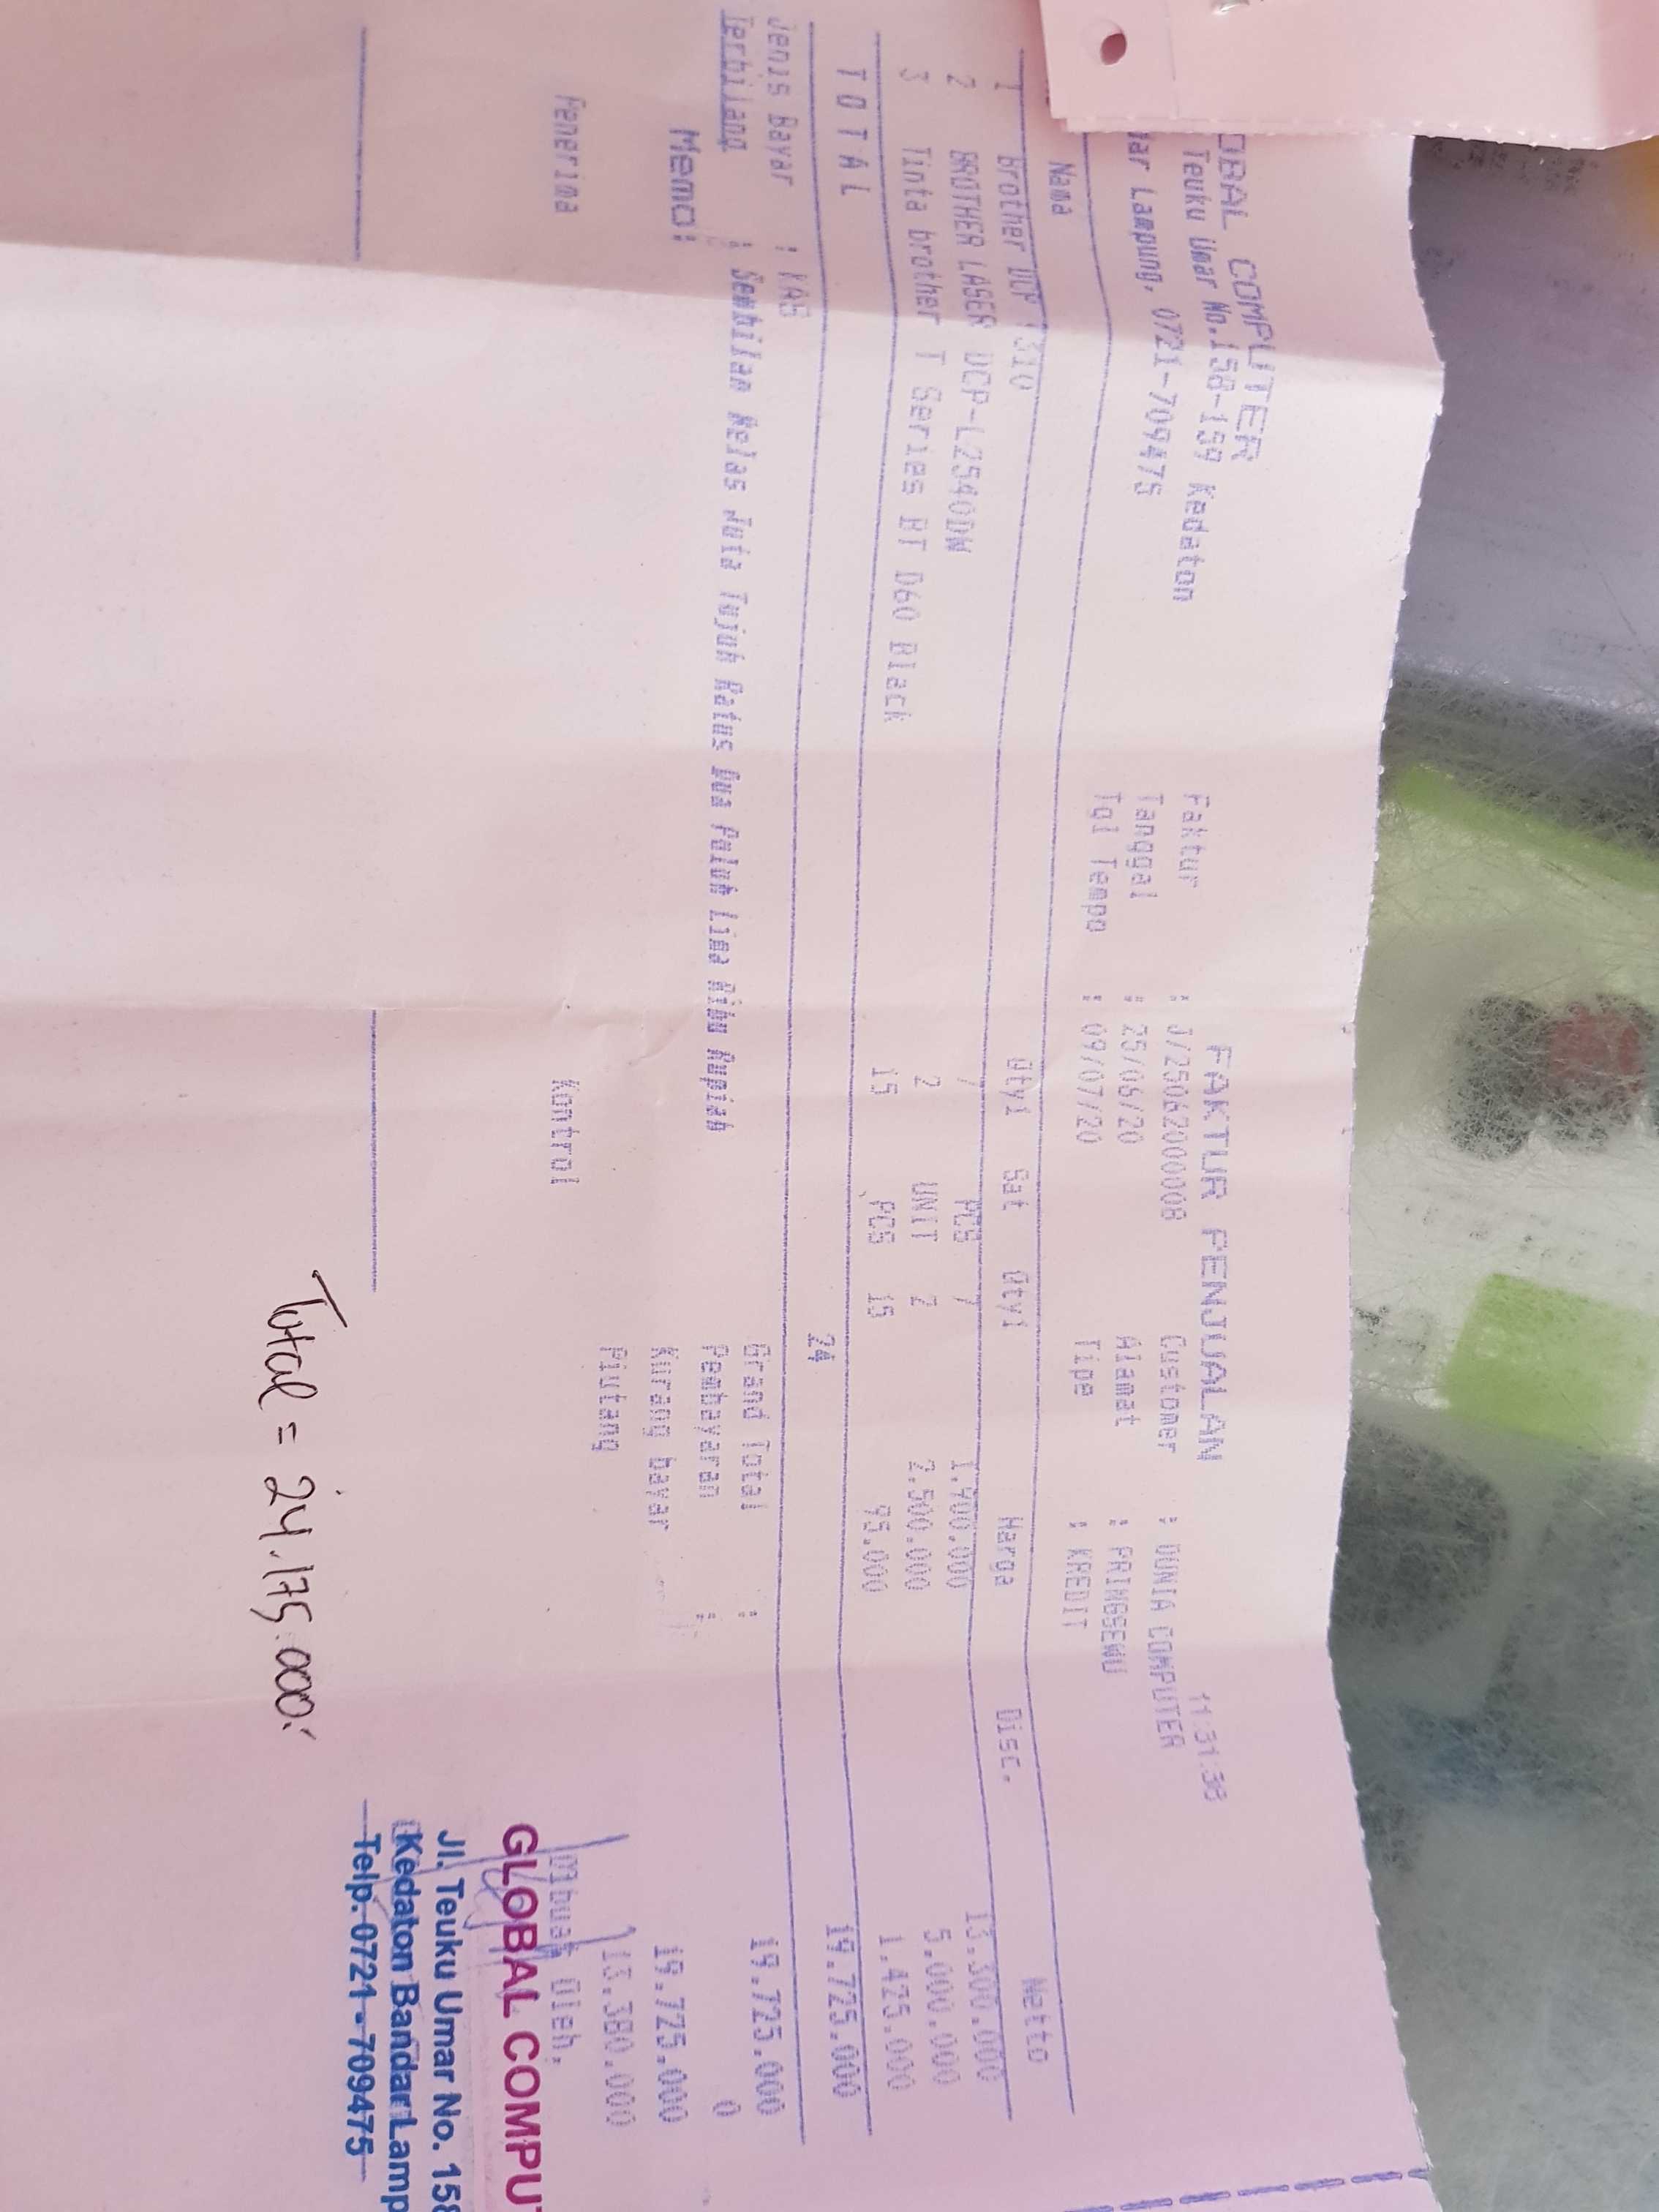 OBAL COMPUTER
Teuku Umar No.158-159 Kedaton
ar Lampung, 0721-709475
FAKTUR PENJUALAN
11:31:38
Faktur : J/250620000008
Tanggal : 25/06/20
Tgl Tempo : 09/07/20
Customer : DUNIA COMPUTER
Alamat : PRINGSEWU
Tipe : KREDIT
Nama Qty1 Sat Qty1 Harga Disc. Netto
1 Brother DCP T310 7 PCS 7 1.900.000 13.300.000
2 BROTHER LASER DCP-L2540DW 2 UNIT 2 2.500.000 5.000.000
3 Tinta brother T Series BT D60 Black 15 PCS 15 95.000 1.425.000
T O T A L 24 19.725.000
Jenis Bayar : KAS
Terbilang : Sembilan Belas Juta Tujuh Ratus Dua Puluh Lima Ribu Rupiah
Memo:
Grand Total : 19.725.000
Pembayaran : 0
Kurang bayar 19.725.000
Piutang 13.380.000
Penerima Kontrol Dibuat Oleh,
GLOBAL COMPUT
Jl. Teuku Umar No. 158
Kedaton Bandar Lamp
Telp. 0721 - 709475
Total = 24.175.000